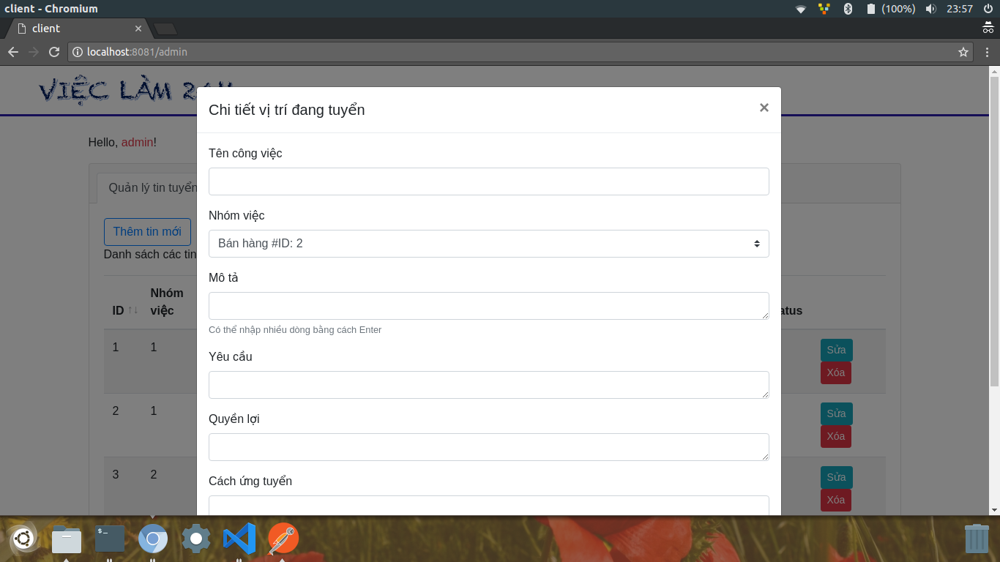 client - Chromium
(100%)
23:57
client
localhost:8081/admin
VIỆC LÀM 24H
Chi tiết vị trí đang tuyển
×
Hello, admin!
Tên công việc
Quản lý tin tuyển
Nhóm việc
Thêm tin mới
Bán hàng #ID: 2
Danh sách các tin
Mô tả
Có thể nhập nhiều dòng bằng cách Enter
ID ↑↓
Nhóm việc
atus
Yêu cầu
1
1
Sửa
Xóa
Quyền lợi
2
1
Sửa
Xóa
Cách ứng tuyển
3
2
Sửa
Xóa
$ _